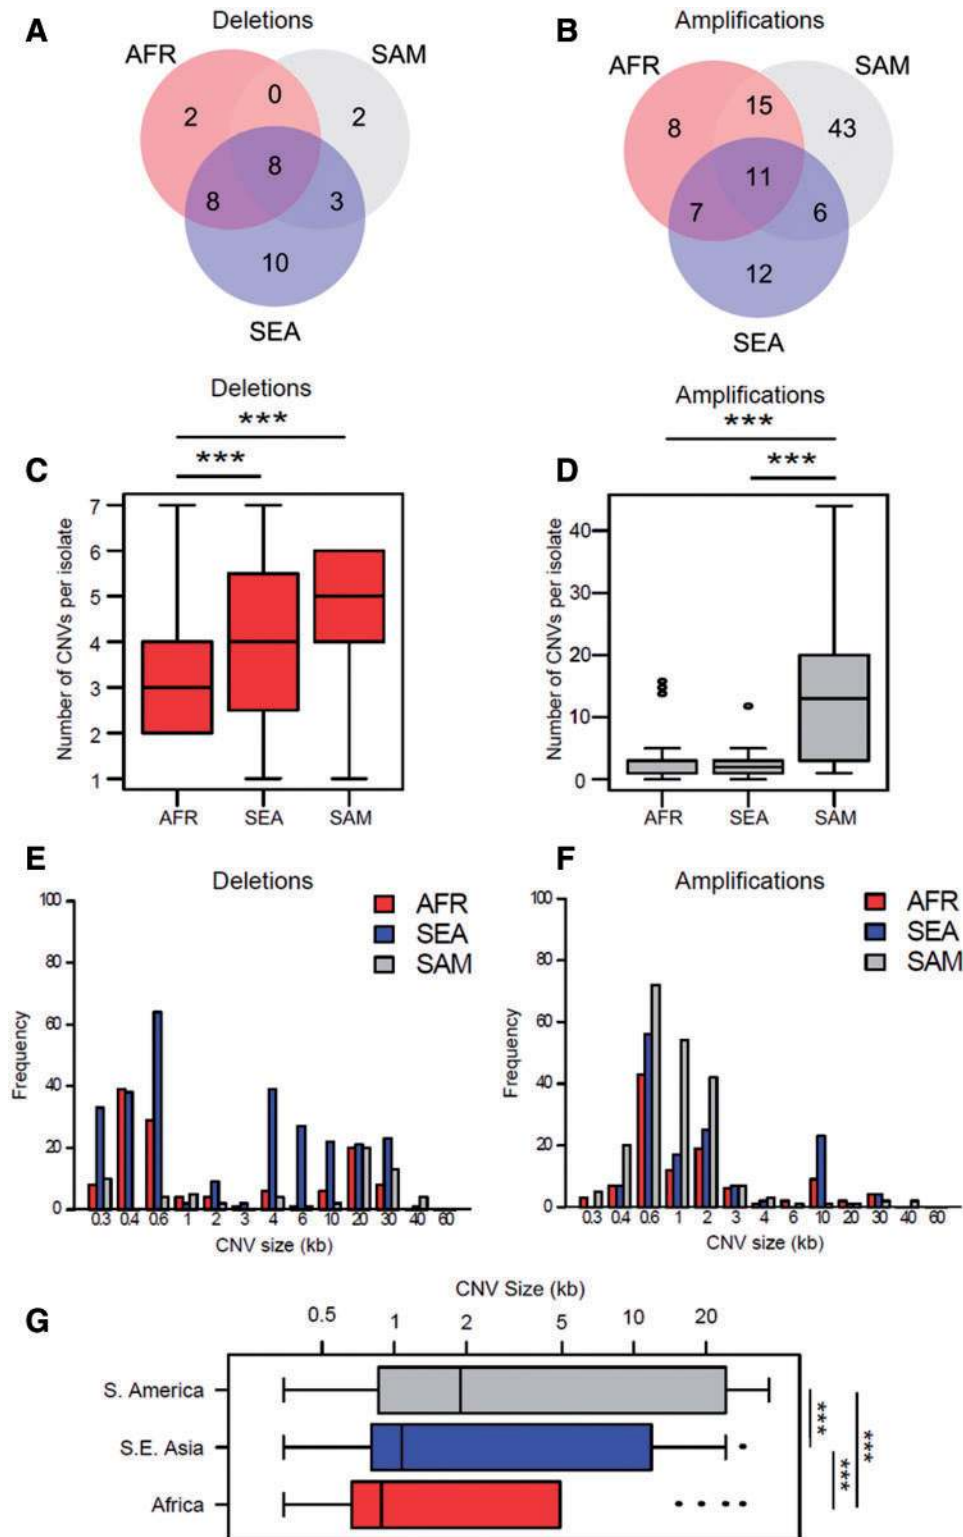 A
Deletions
AFR
SAM
2
0
2
8
8
3
10
SEA
B
Amplifications
AFR
SAM
8
15
43
11
7
6
12
SEA
Deletions
***
***
C
Number of CNVs per isolate
7
6
5
4
3
2
1
AFR SEA SAM
Amplifications
***
***
D
Number of CNVs per isolate
40
30
20
10
0
AFR SEA SAM
E
Deletions
AFR
SEA
SAM
Frequency
100
80
60
40
20
0
0.3 0.4 0.6 1 2 3 4 6 10 20 30 40 60
CNV size (kb)
F
Amplifications
AFR
SEA
SAM
Frequency
100
80
60
40
20
0
0.3 0.4 0.6 1 2 3 4 6 10 20 30 40 60
CNV size (kb)
G
CNV Size (kb)
0.5 1 2 5 10 20
S. America
S.E. Asia
Africa
***
***
***